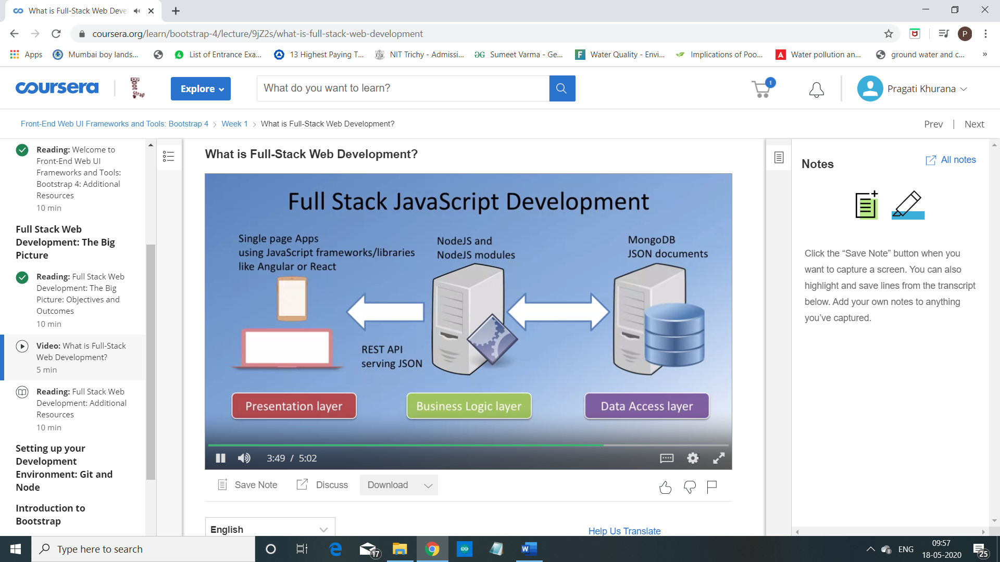 What is Full-Stack Web Deve
coursera.org/learn/bootstrap-4/lecture/9jZ2s/what-is-full-stack-web-development
P
Apps
Mumbai boy lands...
4
List of Entrance Exa...
13 Highest Paying T...
NIT Trichy - Admissi...
Sumeet Varma - Ge...
F
Water Quality - Envi...
Implications of Poo...
A
Water pollution an...
ground water and c...
»
coursera
Boot
strap
Explore
What do you want to learn?
1
Pragati Khurana
Front-End Web UI Frameworks and Tools: Bootstrap 4
Week 1
What is Full-Stack Web Development?
Prev | Next
Reading: Welcome to
Front-End Web UI
Frameworks and Tools:
Bootstrap 4: Additional
Resources
10 min
Full Stack Web
Development: The Big
Picture
Reading: Full Stack Web
Development: The Big
Picture: Objectives and
Outcomes
10 min
Video: What is Full-Stack
Web Development?
5 min
Reading: Full Stack Web
Development: Additional
Resources
10 min
Setting up your
Development
Environment: Git and
Node
Introduction to
Bootstrap
What is Full-Stack Web Development?
Full Stack JavaScript Development
Single page Apps
using JavaScript frameworks/libraries
like Angular or React
NodeJS and
NodeJS modules
MongoDB
JSON documents
REST API
serving JSON
Presentation layer
Business Logic layer
Data Access layer
3:49 / 5:02
Save Note
Discuss
Download
English
Help Us Translate
Notes
All notes
Click the “Save Note” button when you
want to capture a screen. You can also
highlight and save lines from the transcript
below. Add your own notes to anything
you’ve captured.
Type here to search
17
W
ENG
09:57
18-05-2020
25